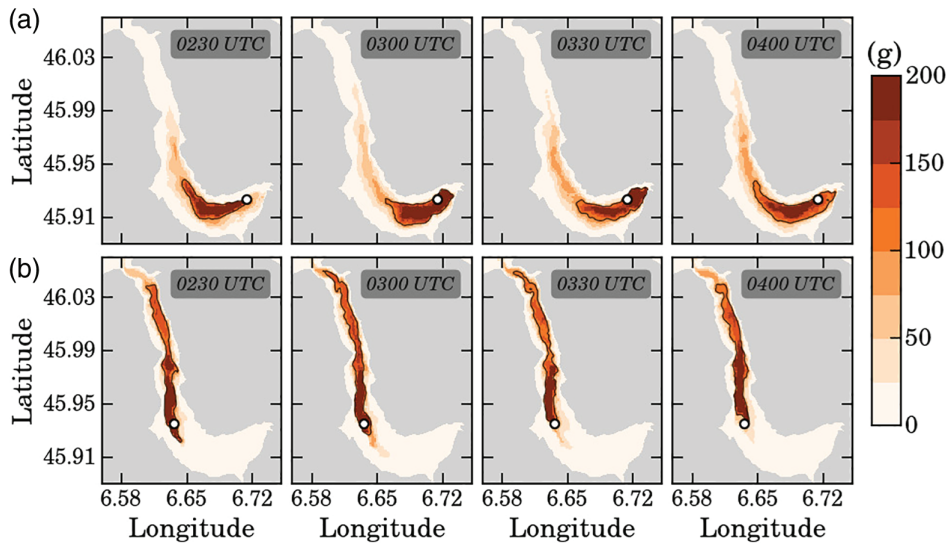 (a)
0230 UTC
0300 UTC
0330 UTC
0400 UTC
(g)
Latitude
46.03
45.99
45.95
45.91
200
150
100
50
0
(b)
0230 UTC
0300 UTC
0330 UTC
0400 UTC
Latitude
46.03
45.99
45.95
45.91
6.58 6.65 6.72
6.58 6.65 6.72
6.58 6.65 6.72
6.58 6.65 6.72
Longitude
Longitude
Longitude
Longitude